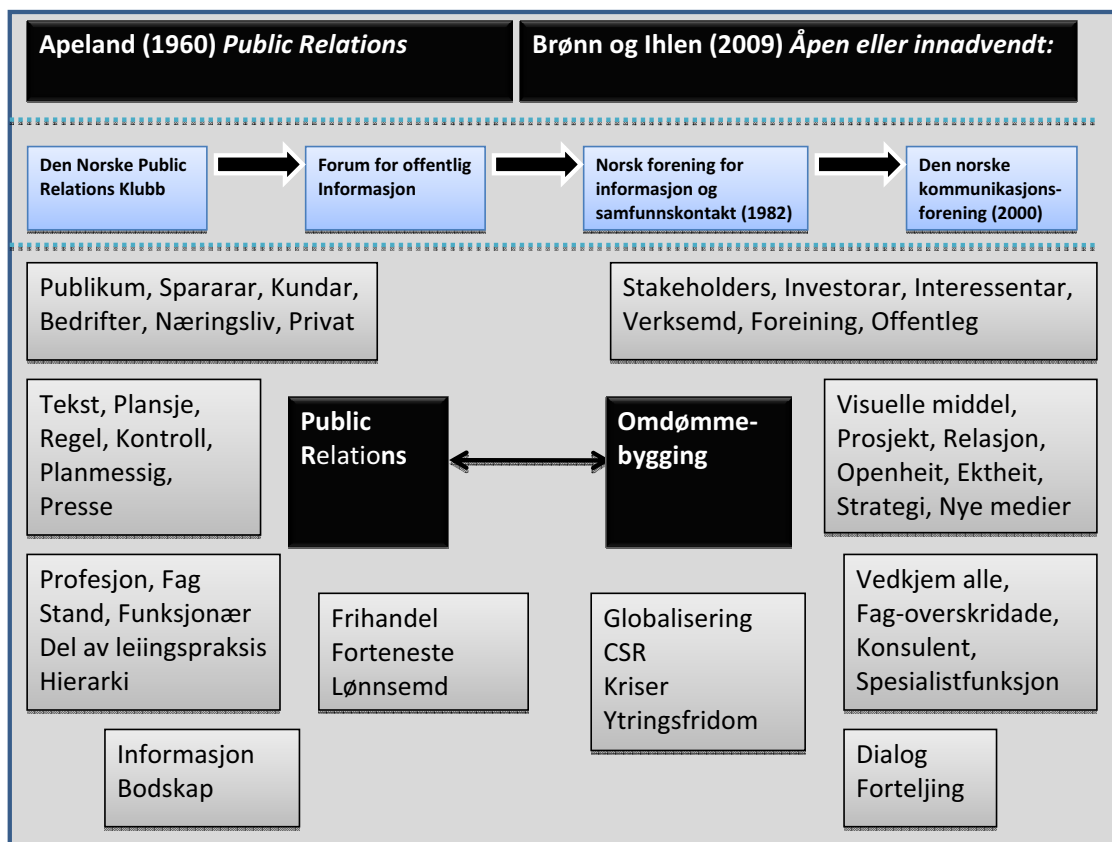 Apeland (1960) Public Relations
Brønn og Ihlen (2009) Åpen eller innadvendt:
Den Norske Public
Relations Klubb
Forum for offentlig
Informasjon
Norsk forening for
informasjon og
samfunnskontakt (1982)
Den norske
kommunikasjons-
forening (2000)
Publikum, Spararar, Kundar,
Bedrifter, Næringsliv, Privat
Stakeholders, Investorar, Interessentar,
Verksemd, Foreining, Offentleg
Tekst, Plansje,
Regel, Kontroll,
Planmessig,
Presse
Public
Relations
Omdømme-
bygging
Visuelle middel,
Prosjekt, Relasjon,
Openheit, Ektheit,
Strategi, Nye medier
Profesjon, Fag
Stand, Funksjonær
Del av leiingspraksis
Hierarki
Frihandel
Forteneste
Lønnsemd
Globalisering
CSR
Kriser
Ytringsfridom
Vedkjem alle,
Fag-overskridade,
Konsulent,
Spesialistfunksjon
Informasjon
Bodskap
Dialog
Forteljing